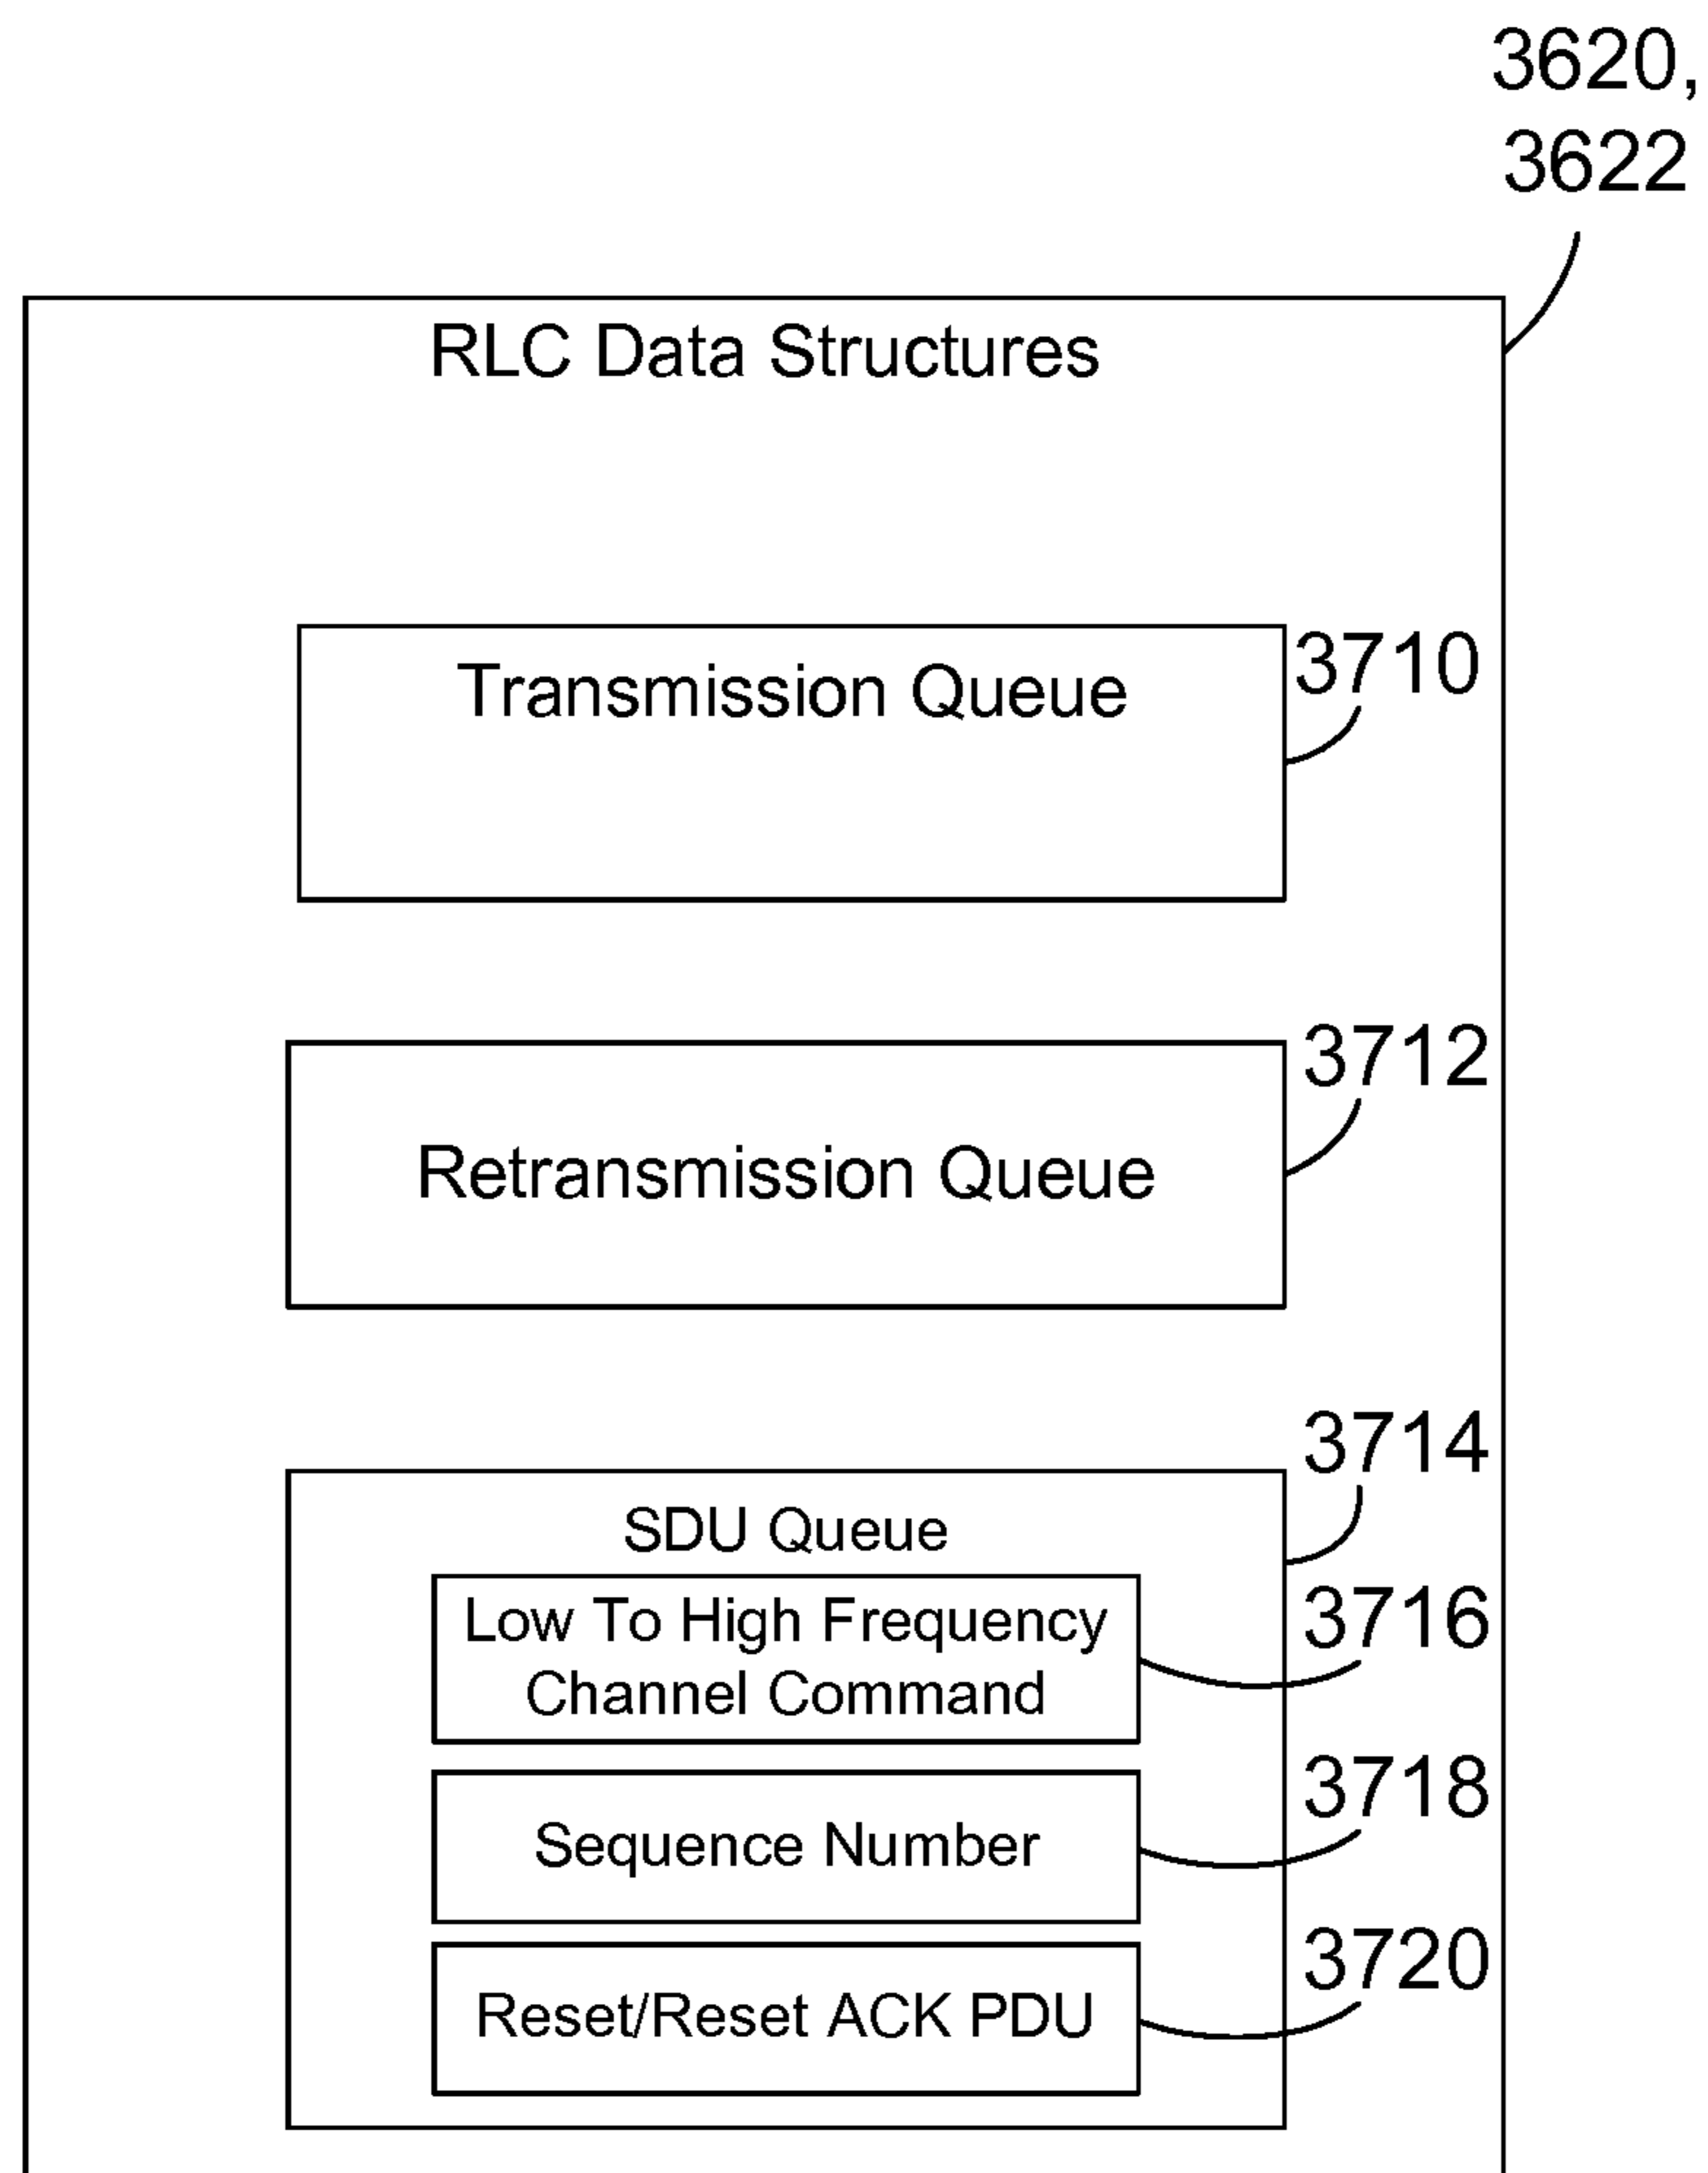 3620,
3622
RLC Data Structures
Transmission Queue
3710
3712
Retransmission Queue
3714
SDU Queue
Low To High Frequency
Channel Command
3716
3718
Sequence Number
3720
Reset/Reset ACK PDU